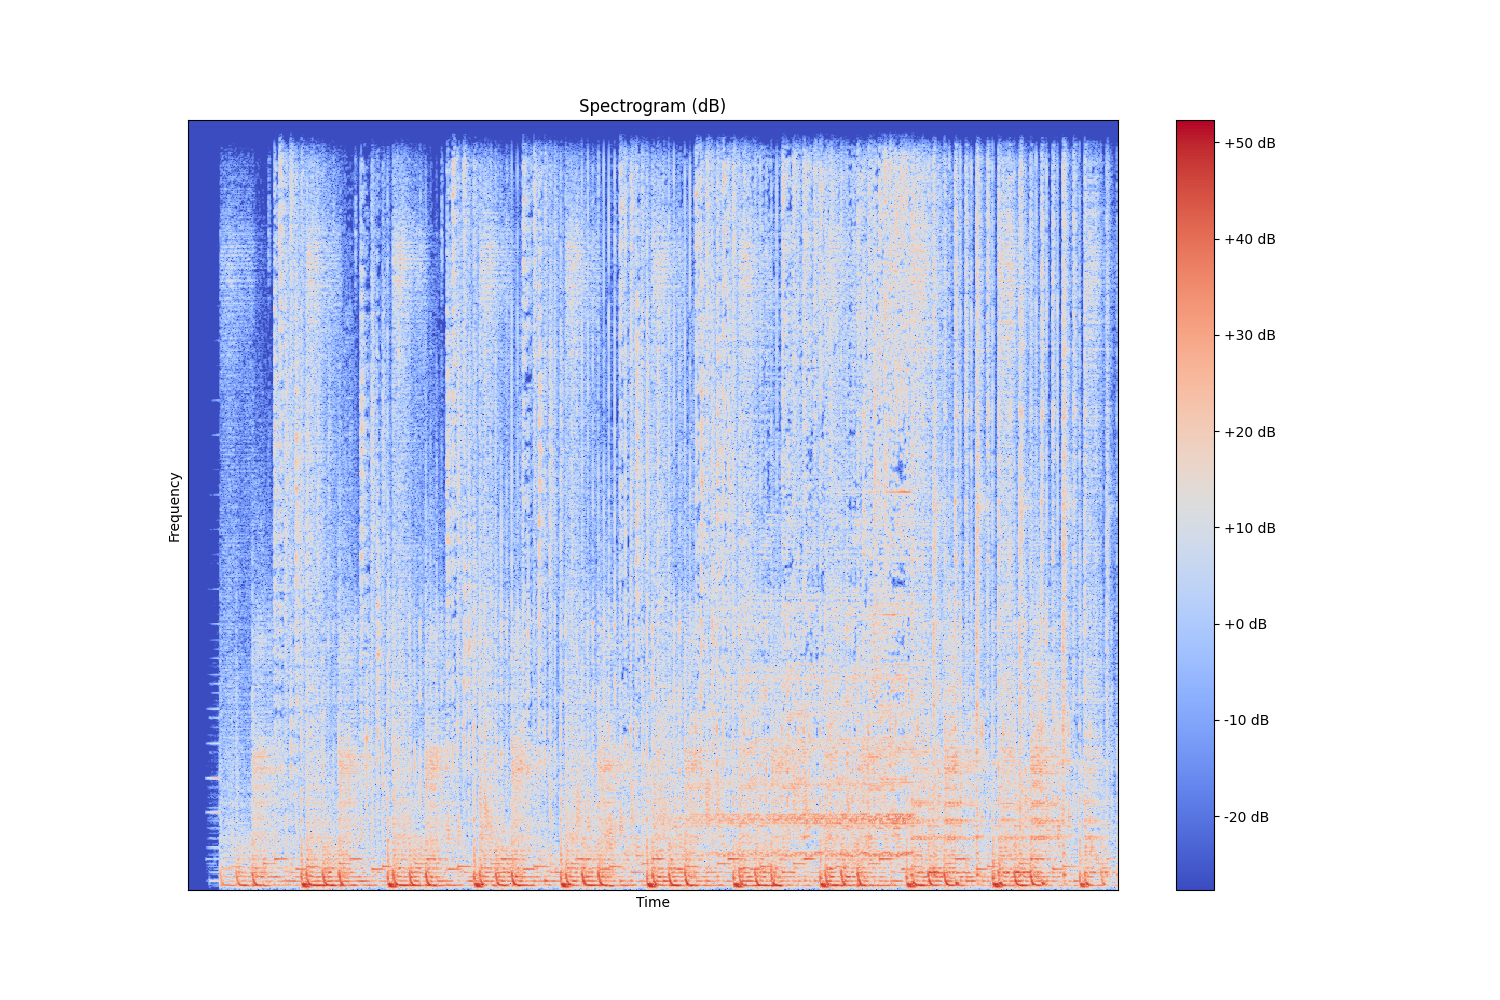 Spectrogram (dB)
Frequency
Time
+50 dB
+40 dB
+30 dB
+20 dB
+10 dB
+0 dB
-10 dB
-20 dB